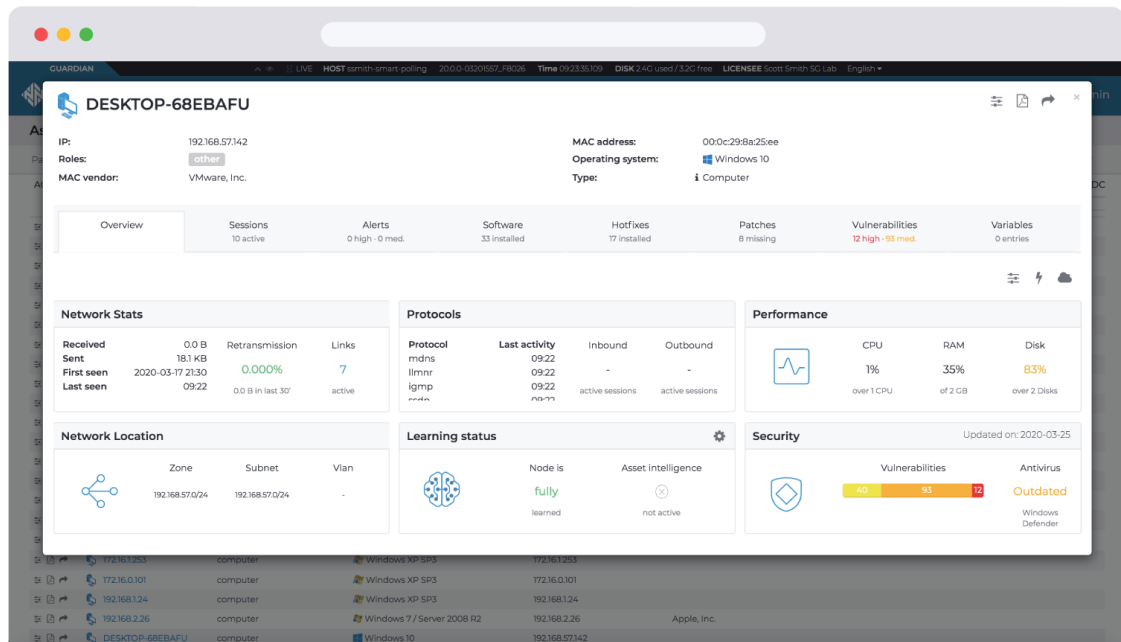 GUARDIAN
LIVE HOST ssmith-smart-polling 20.0.0-03201557_FB026 Time 09:23:35.109 DISK 2.4G used / 3.2G free LICENSEE Scott Smith SG Lab English
DESKTOP-68EBAFU
IP: 192.168.57.142 MAC address: 00:0c:29:8a:25:ee
Roles: other Operating system: Windows 10
MAC vendor: VMware, Inc. Type: Computer
Overview Sessions Alerts Software Hotfixes Patches Vulnerabilities Variables
10 active 0 high - 0 med. 33 installed 17 installed 8 missing 12 high - 93 med. 0 entries
Network Stats Protocols Performance
Received 0.0 B Retransmission Links Protocol Last activity Inbound Outbound CPU RAM Disk
Sent 18.1 KB mdns 09:22
First seen 2020-03-17 21:30 0.000% 7 llmnr 09:22 - - 1% 35% 83%
Last seen 09:22 0.0 B in last 30' active igmp 09:22 active sessions active sessions over 1 CPU of 2 GB over 2 Disks
ssdp 09:22
Network Location Learning status Security Updated on: 2020-03-25
Zone Subnet Vlan Node is Asset intelligence Vulnerabilities Antivirus
192.168.57.0/24 192.168.57.0/24 - fully 40 93 12 Outdated
learned not active Windows
Defender
172.16.1.253 computer Windows XP SP3 172.16.1.253
172.16.0.101 computer Windows XP SP3 172.16.0.101
192.168.1.24 computer Windows XP SP3 192.168.1.24
192.168.2.26 computer Windows 7 / Server 2008 R2 192.168.2.26 Apple, Inc.
DESKTOP-68EBAFU computer Windows 10 192.168.57.142